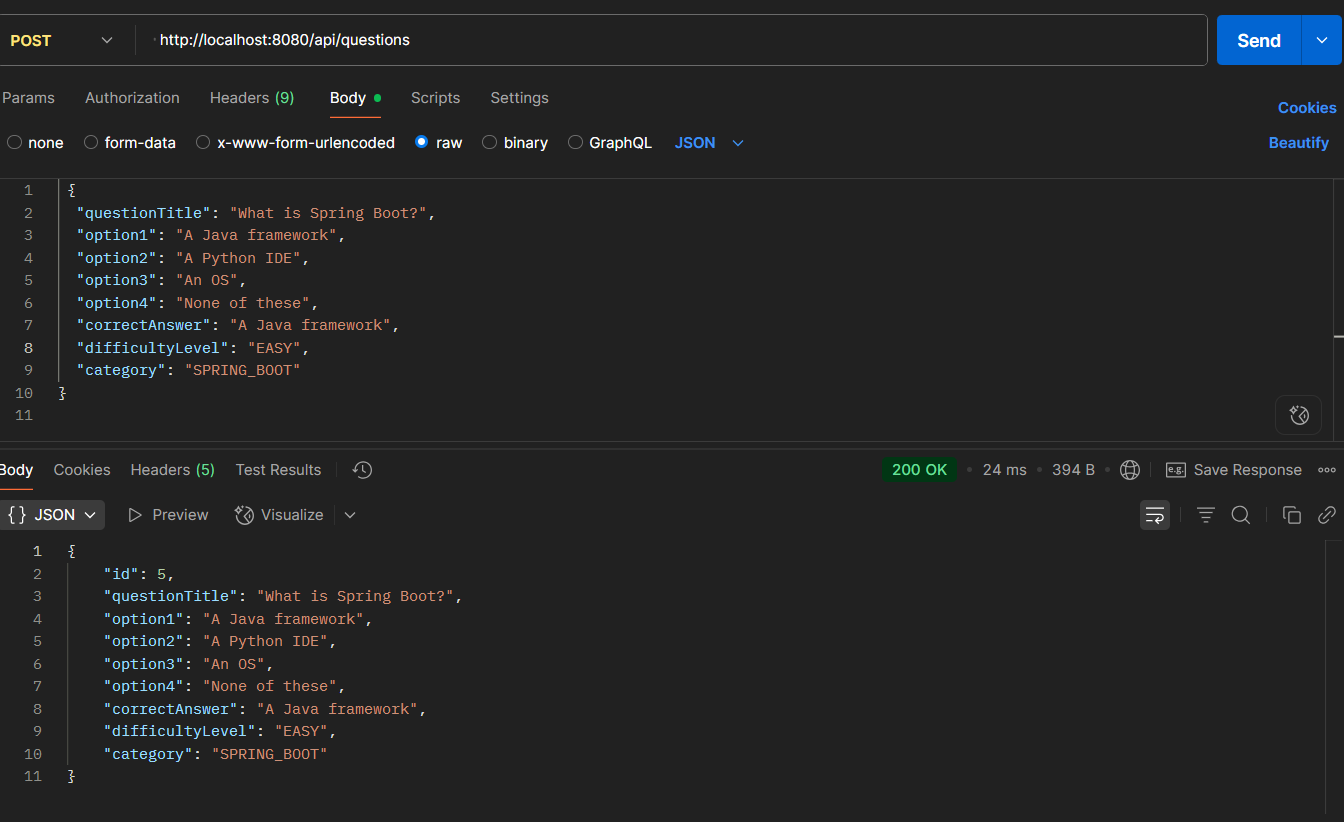 POST http://localhost:8080/api/questions Send
Params Authorization Headers (9) Body Scripts Settings Cookies
none form-data x-www-form-urlencoded raw binary GraphQL JSON Beautify
1 {
2 "questionTitle": "What is Spring Boot?",
3 "option1": "A Java framework",
4 "option2": "A Python IDE",
5 "option3": "An OS",
6 "option4": "None of these",
7 "correctAnswer": "A Java framework",
8 "difficultyLevel": "EASY",
9 "category": "SPRING_BOOT"
10 }
11
Body Cookies Headers (5) Test Results 200 OK 24 ms 394 B e.g. Save Response
{} JSON Preview Visualize
1 {
2 "id": 5,
3 "questionTitle": "What is Spring Boot?",
4 "option1": "A Java framework",
5 "option2": "A Python IDE",
6 "option3": "An OS",
7 "option4": "None of these",
8 "correctAnswer": "A Java framework",
9 "difficultyLevel": "EASY",
10 "category": "SPRING_BOOT"
11 }